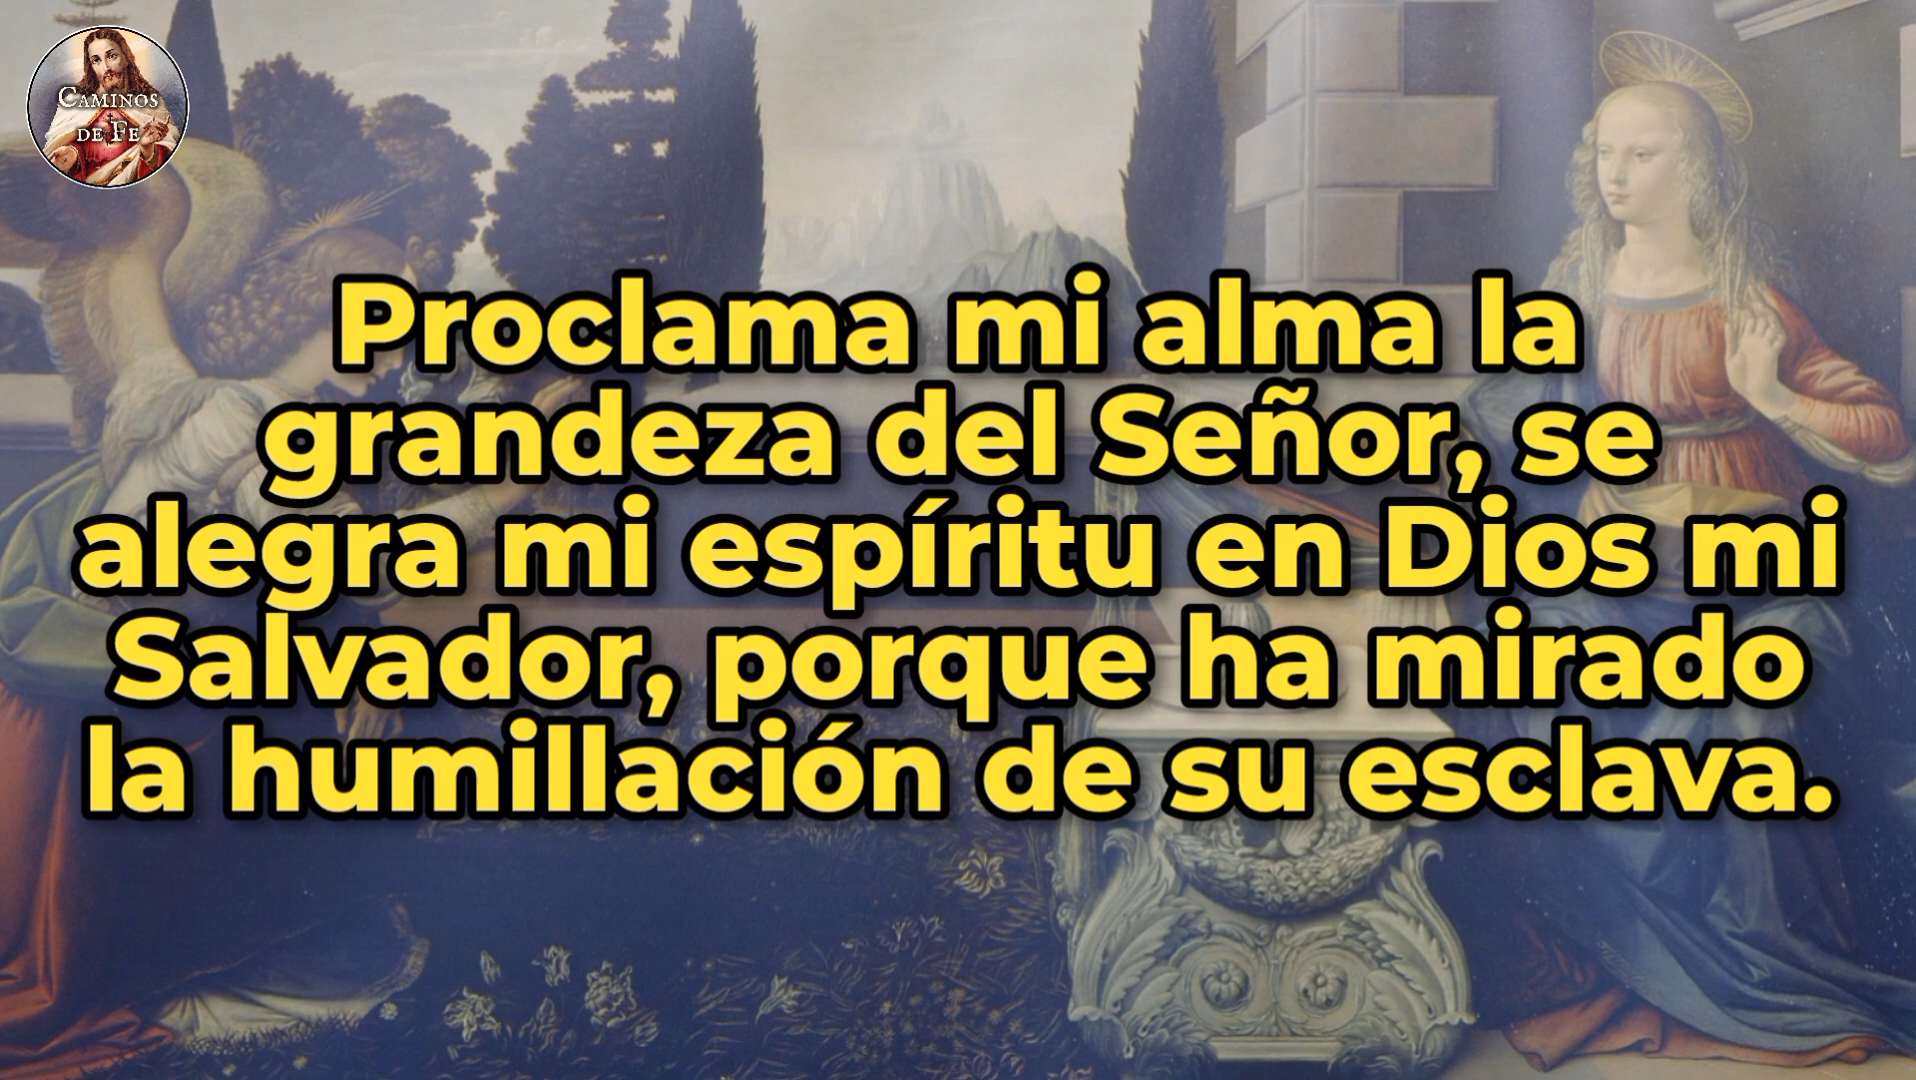 CAMINOS
DE FE
Proclama mi alma la
grandeza del Señor, se
alegra mi espíritu en Dios mi
Salvador, porque ha mirado
la humillación de su esclava.